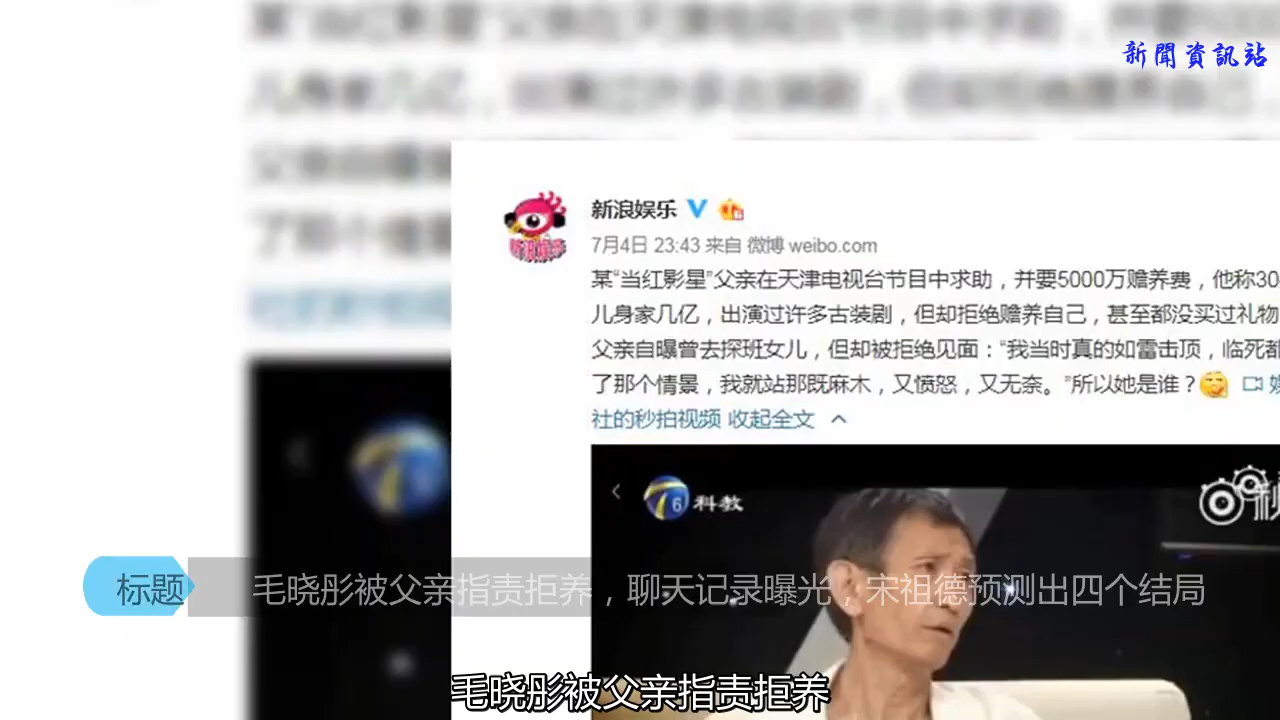 新聞資訊站
新浪娱乐
7月4日 23:43 来自 微博 weibo.com
某“当红影星”父亲在天津电视台节目中求助，并要5000万赡养费，他称30
儿身家几亿，出演过许多古装剧，但却拒绝赡养自己，甚至都没买过礼物
父亲自曝曾去探班女儿，但却被拒绝见面：“我当时真的如雷击顶，临死都
了那个情景，我就站那既麻木，又愤怒，又无奈。”所以她是谁？
社的秒拍视频 收起全文
6 科教
标题 毛晓彤被父亲指责拒养，聊天记录曝光，宋祖德预测出四个结局
毛晓彤被父亲指责拒养